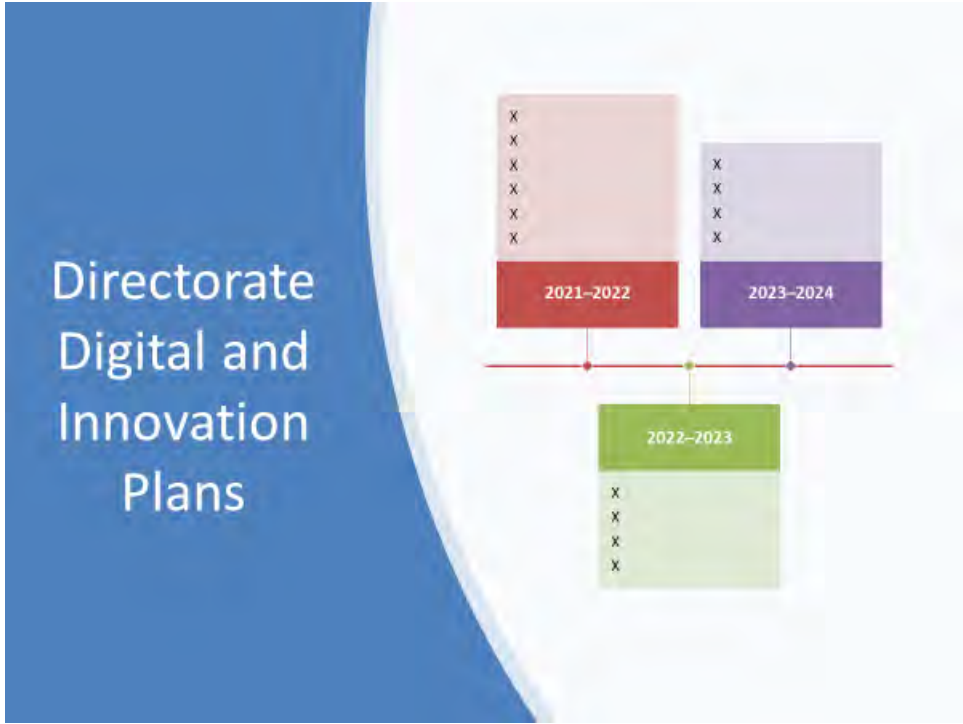 Directorate
Digital and
Innovation
Plans
X
X
X
X
X
X
2021–2022
X
X
X
X
2023–2024
2022–2023
X
X
X
X